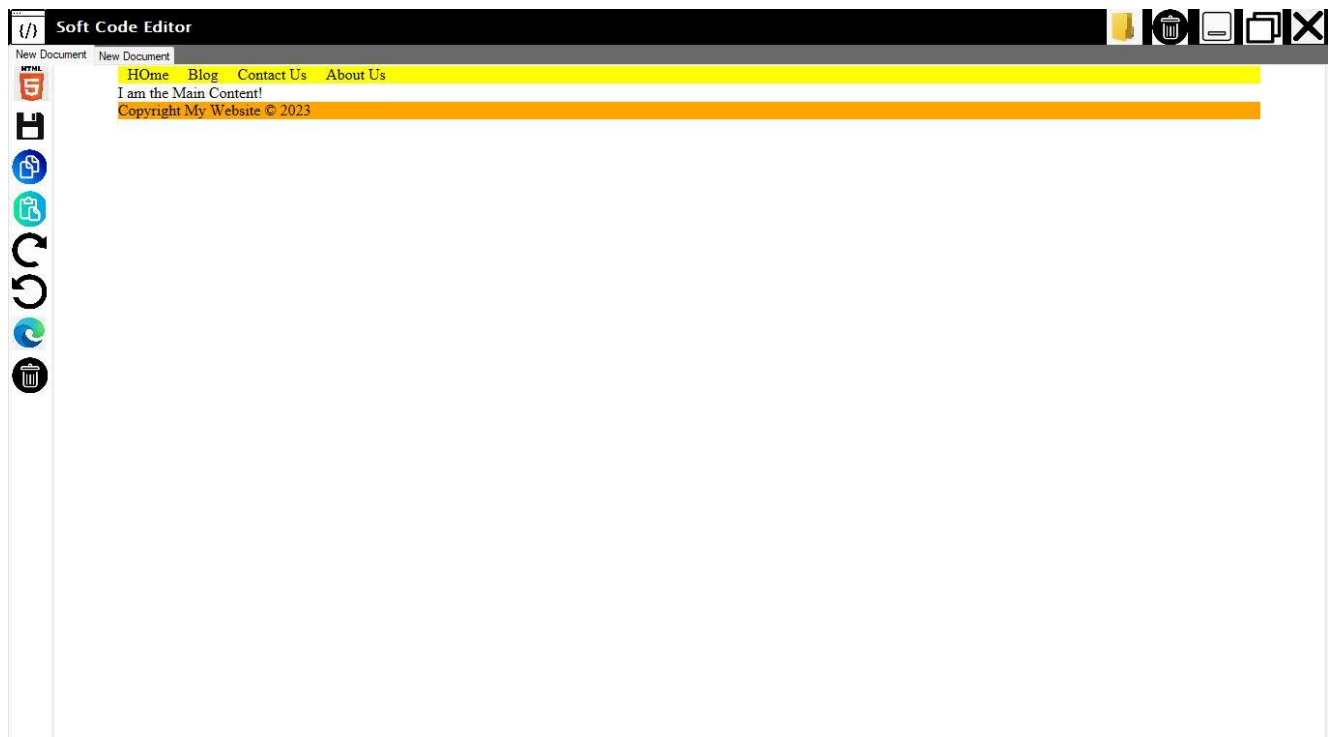 {/} Soft Code Editor
New Document New Document
HTML
5
HOme Blog Contact Us About Us
I am the Main Content!
Copyright My Website © 2023